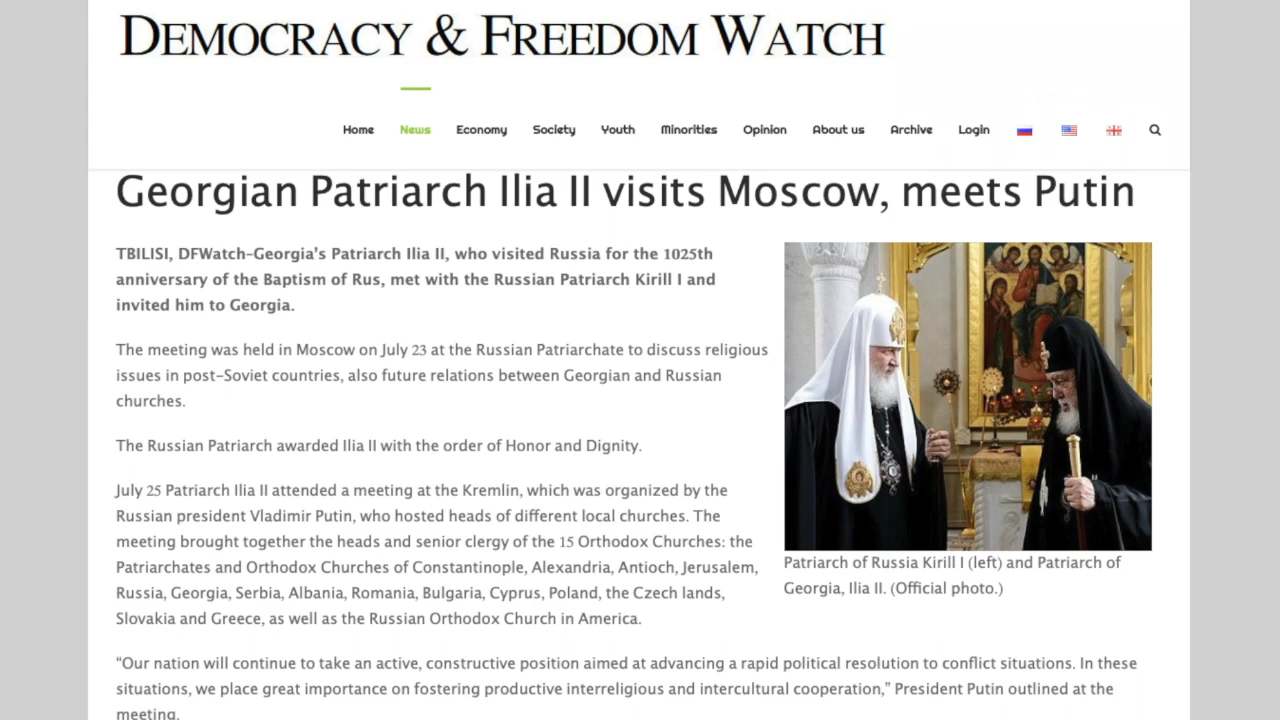 DEMOCRACY & FREEDOM WATCH
Home News Economy Society Youth Minorities Opinion About us Archive Login
Georgian Patriarch Ilia II visits Moscow, meets Putin
TBILISI, DFWatch–Georgia’s Patriarch Ilia II, who visited Russia for the 1025th
anniversary of the Baptism of Rus, met with the Russian Patriarch Kirill I and
invited him to Georgia.
The meeting was held in Moscow on July 23 at the Russian Patriarchate to discuss religious
issues in post-Soviet countries, also future relations between Georgian and Russian
churches.
The Russian Patriarch awarded Ilia II with the order of Honor and Dignity.
July 25 Patriarch Ilia II attended a meeting at the Kremlin, which was organized by the
Russian president Vladimir Putin, who hosted heads of different local churches. The
meeting brought together the heads and senior clergy of the 15 Orthodox Churches: the
Patriarchates and Orthodox Churches of Constantinople, Alexandria, Antioch, Jerusalem,
Russia, Georgia, Serbia, Albania, Romania, Bulgaria, Cyprus, Poland, the Czech lands,
Slovakia and Greece, as well as the Russian Orthodox Church in America.
Patriarch of Russia Kirill I (left) and Patriarch of
Georgia, Ilia II. (Official photo.)
“Our nation will continue to take an active, constructive position aimed at advancing a rapid political resolution to conflict situations. In these
situations, we place great importance on fostering productive interreligious and intercultural cooperation,” President Putin outlined at the
meeting.